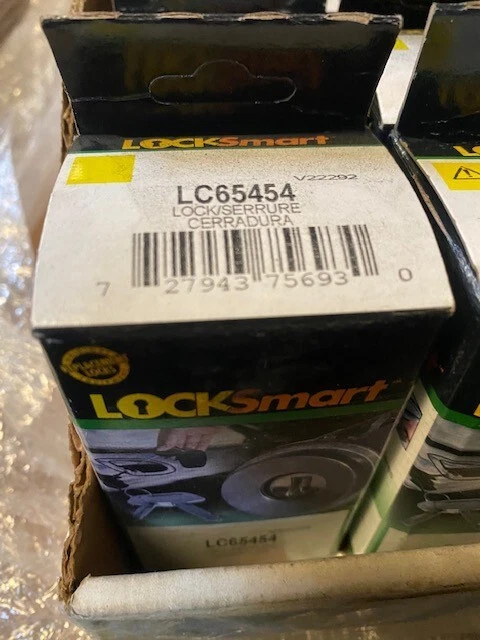 LOCKSmart
V22292
LC65454
LOCK/SERRURE
CERRADURA
7 27943 75693 0
LOCKSmart
LC65454